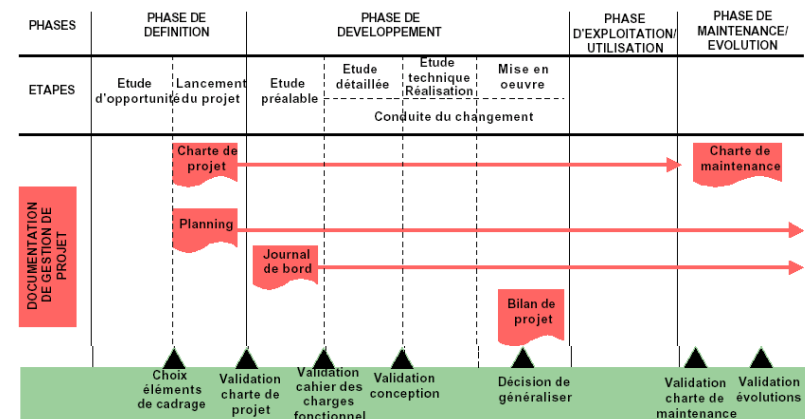 PHASES
PHASE DE
DEFINITION
PHASE DE
DEVELOPPEMENT
PHASE
D'EXPLOITATION/
UTILISATION
PHASE DE
MAINTENANCE/
EVOLUTION
ETAPES
Etude
d'opportunité
Lancement
du projet
Etude
préalable
Etude
détaillée
Etude
technique
Réalisation
Mise en
oeuvre
Conduite du changement
DOCUMENTATION
DE GESTION DE
PROJET
Charte de
projet
Charte de
maintenance
Planning
Journal
de bord
Bilan de
projet
Choix
éléments
de cadrage
Validation
charte de
projet
Validation
cahier des
charges
fonctionnel
Validation
conception
Décision de
généraliser
Validation
charte de
maintenance
Validation
évolutions